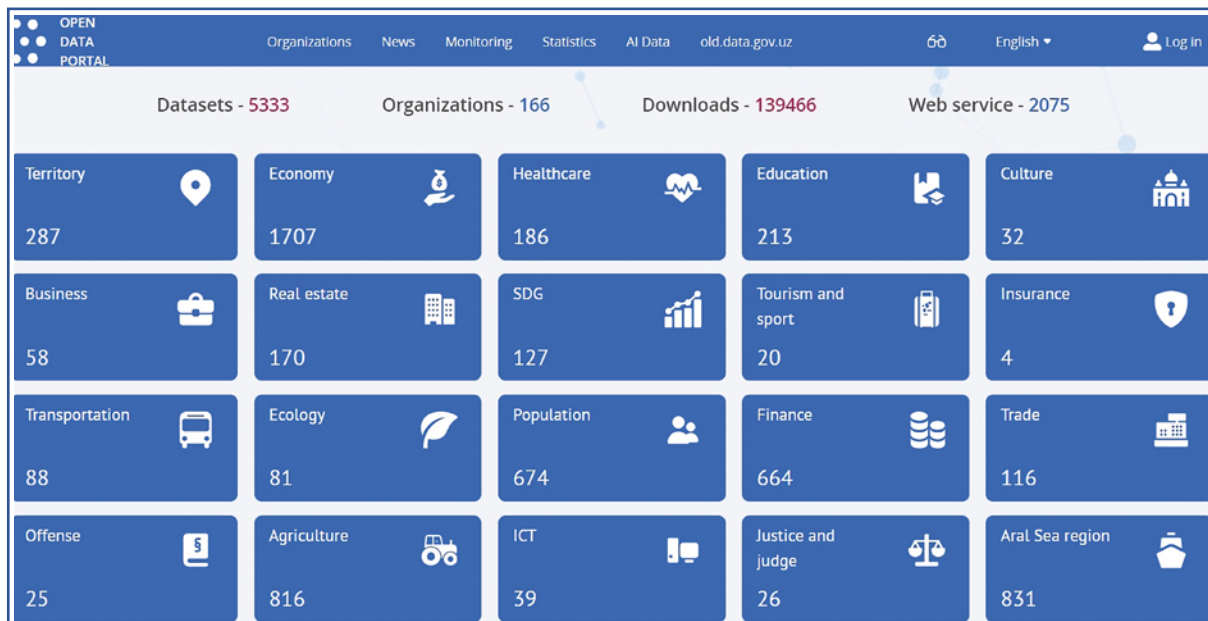 OPEN
DATA
PORTAL
Organizations News Monitoring Statistics AI Data old.data.gov.uz English Log in
Datasets - 5333 Organizations - 166 Downloads - 139466 Web service - 2075
Territory
287
Economy
1707
Healthcare
186
Education
213
Culture
32
Business
58
Real estate
170
SDG
127
Tourism and
sport
20
Insurance
4
Transportation
88
Ecology
81
Population
674
Finance
664
Trade
116
Offense
25
Agriculture
816
ICT
39
Justice and
judge
26
Aral Sea region
831